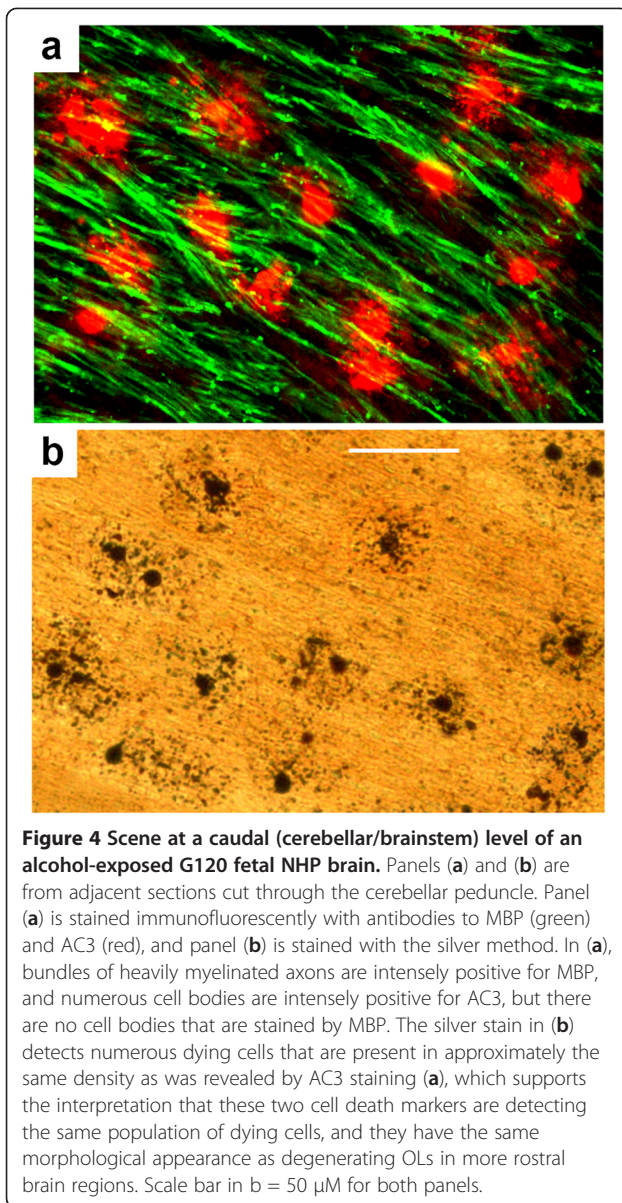 a
b
Figure 4 Scene at a caudal (cerebellar/brainstem) level of an
alcohol-exposed G120 fetal NHP brain. Panels (a) and (b) are
from adjacent sections cut through the cerebellar peduncle. Panel
(a) is stained immunofluorescently with antibodies to MBP (green)
and AC3 (red), and panel (b) is stained with the silver method. In (a),
bundles of heavily myelinated axons are intensely positive for MBP,
and numerous cell bodies are intensely positive for AC3, but there
are no cell bodies that are stained by MBP. The silver stain in (b)
detects numerous dying cells that are present in approximately the
same density as was revealed by AC3 staining (a), which supports
the interpretation that these two cell death markers are detecting
the same population of dying cells, and they have the same
morphological appearance as degenerating OLs in more rostral
brain regions. Scale bar in b = 50 μM for both panels.